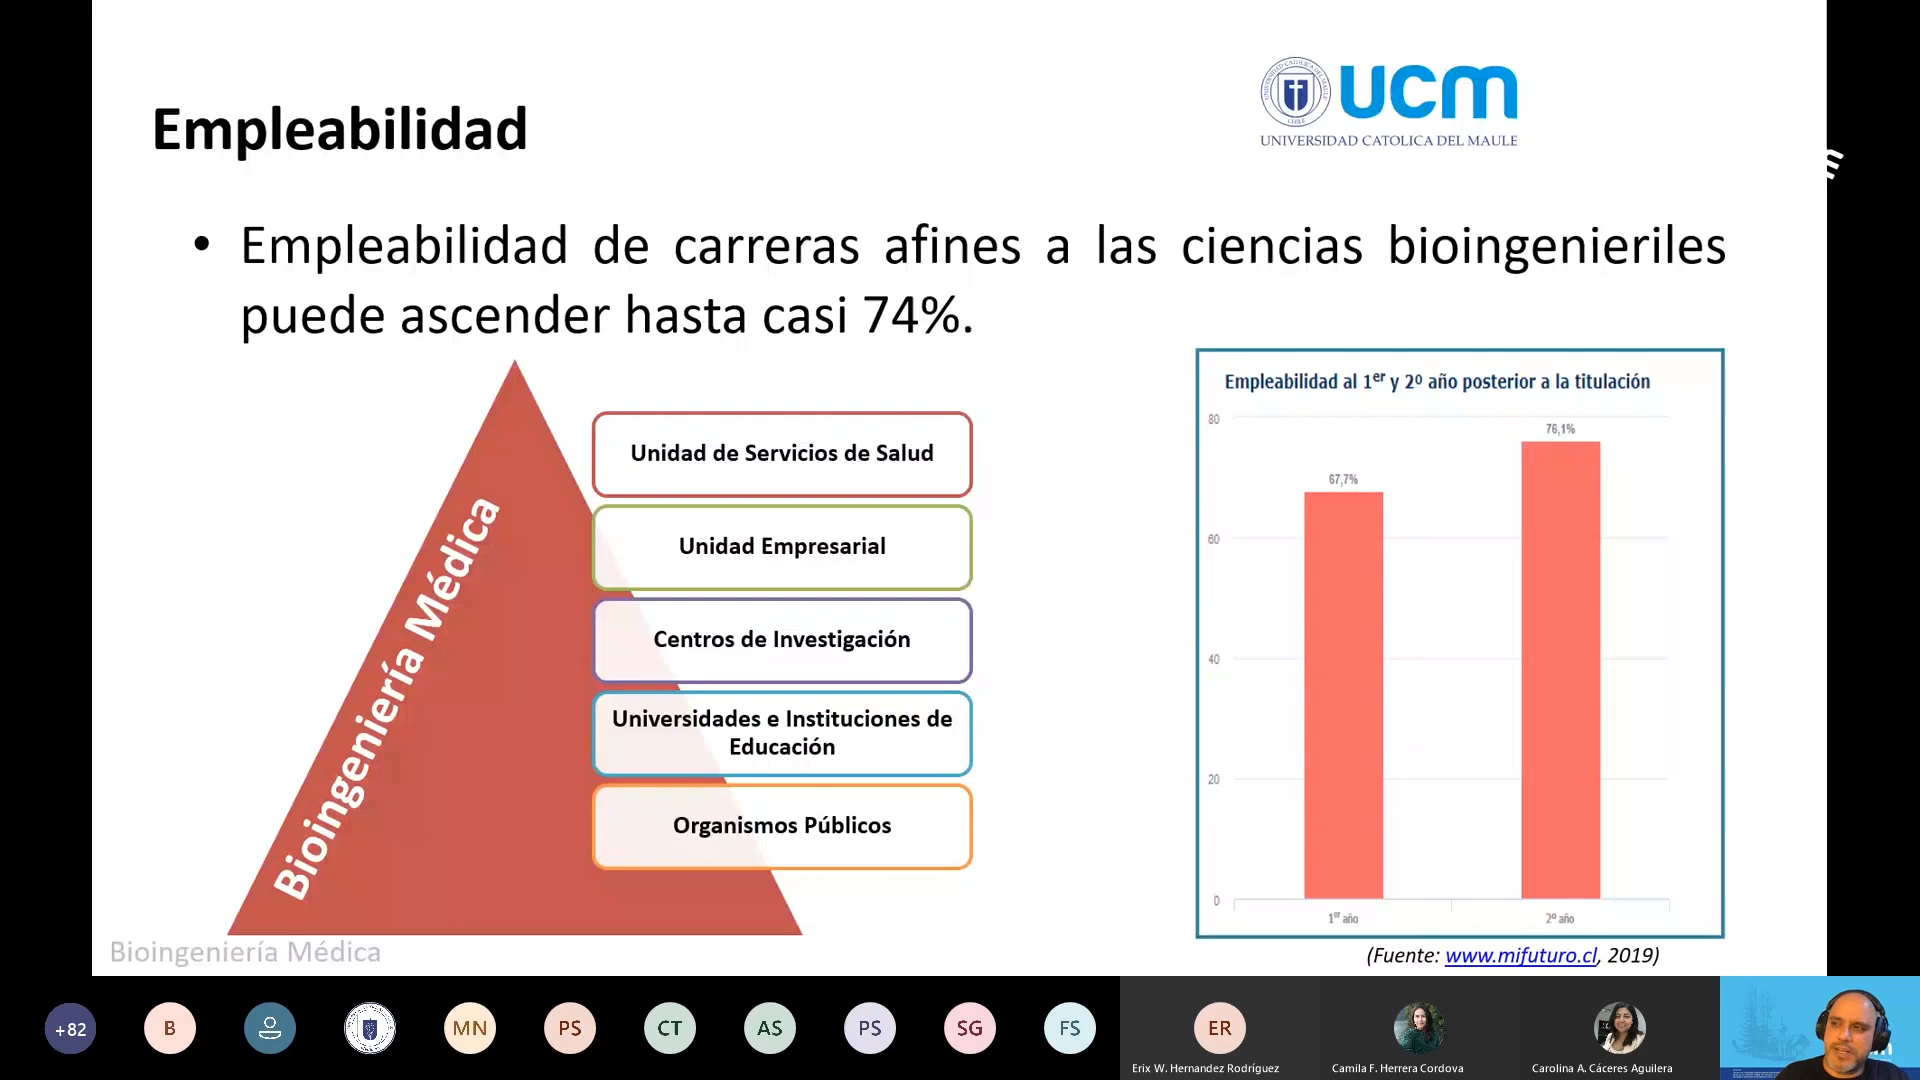 Empleabilidad
ucm
UNIVERSIDAD CATOLICA DEL MAULE
• Empleabilidad de carreras afines a las ciencias bioingenieriles
puede ascender hasta casi 74%.
Bioingeniería Médica
Unidad de Servicios de Salud
Unidad Empresarial
Centros de Investigación
Universidades e Instituciones de
Educación
Organismos Públicos
Empleabilidad al 1er y 2º año posterior a la titulación
80
60
40
20
0
67,7%
76,1%
1er año
2º año
Bioingeniería Médica
(Fuente: www.mifuturo.cl, 2019)
+82
B
MN
PS
CT
AS
PS
SG
FS
ER
Erix W. Hernandez Rodríguez
Camila F. Herrera Cordova
Carolina A. Cáceres Aguilera